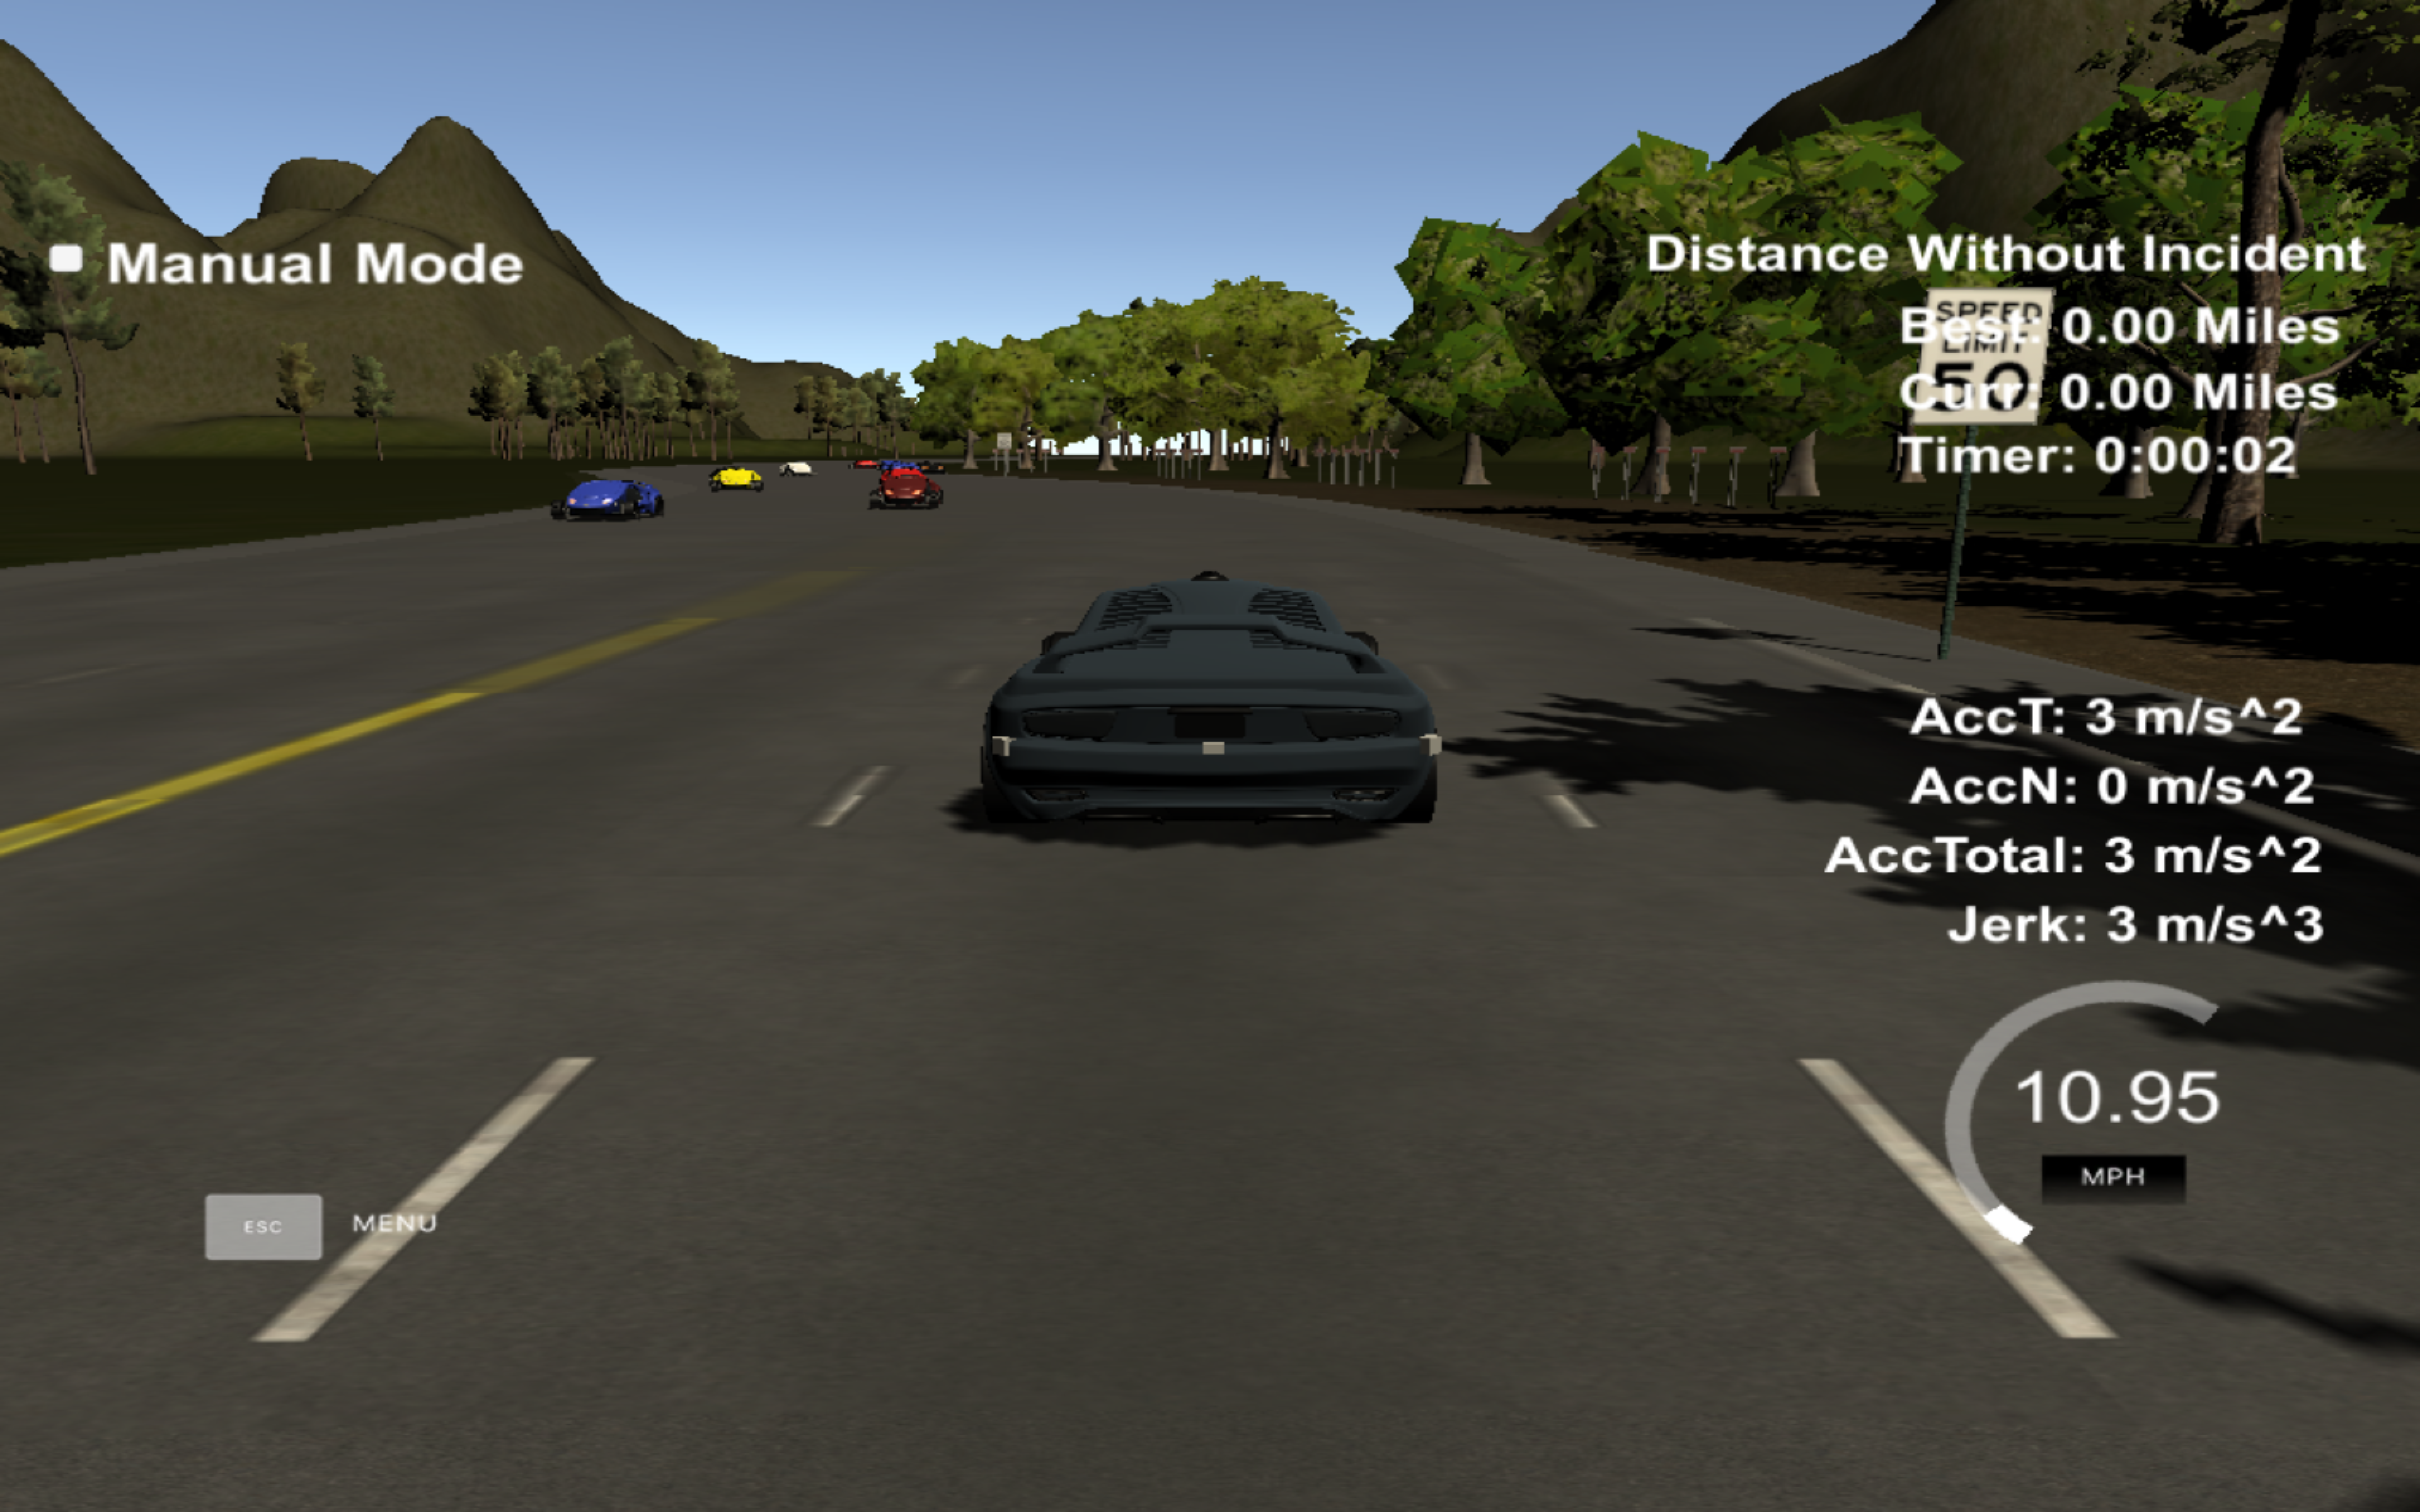 Manual Mode
Distance Without Incident
SPEED
LIMIT
50
Best: 0.00 Miles
Curr: 0.00 Miles
Timer: 0:00:02
AccT: 3 m/s^2
AccN: 0 m/s^2
AccTotal: 3 m/s^2
Jerk: 3 m/s^3
10.95
MPH
ESC MENU